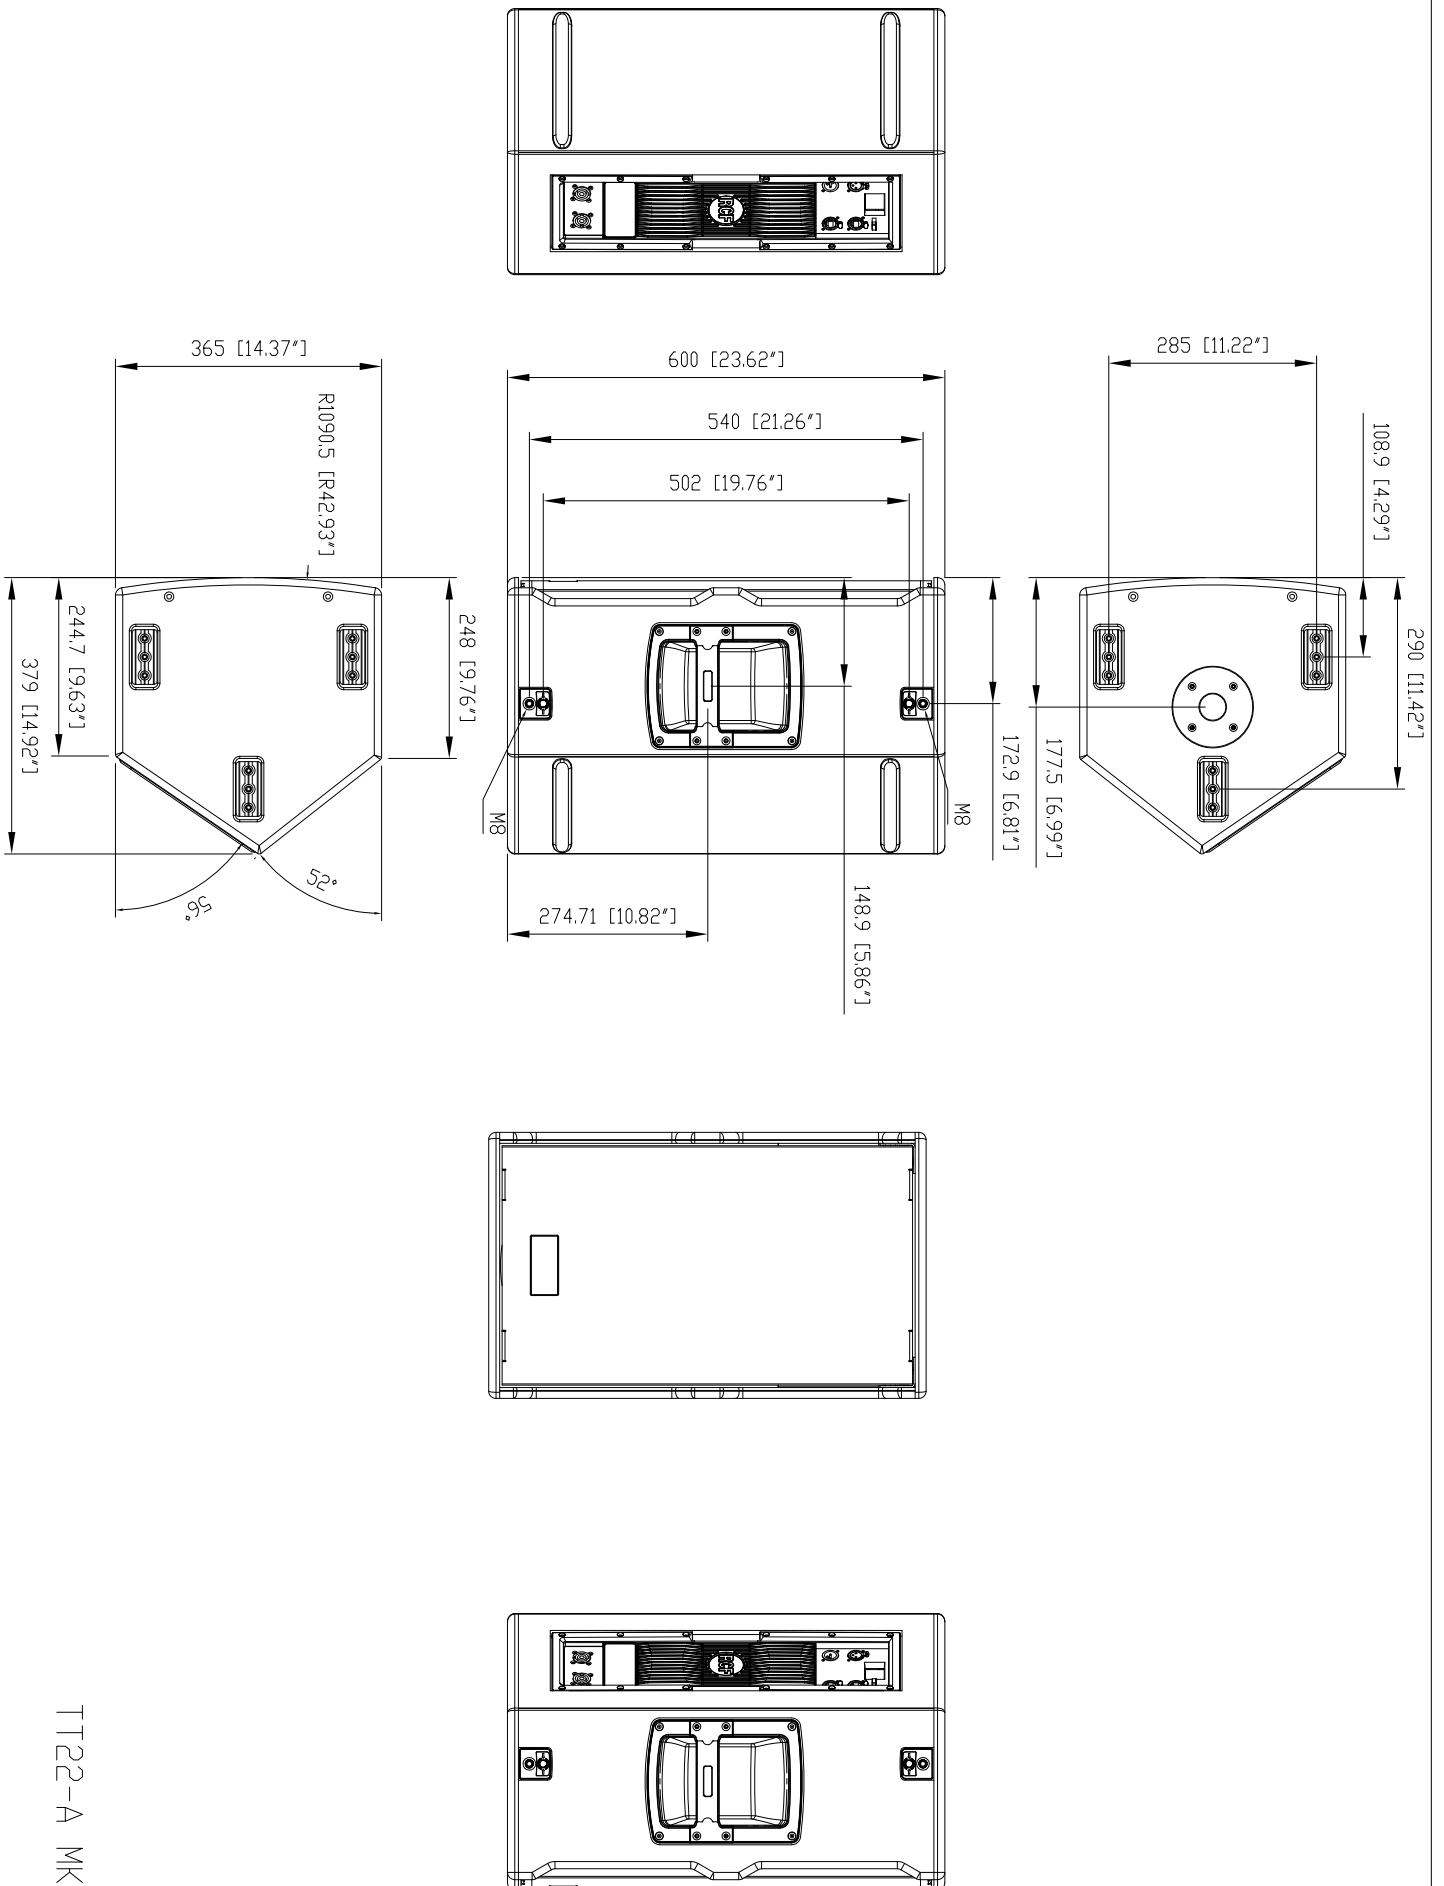 RCF
365 [14.37"]
600 [23.62"]
285 [11.22"]
540 [21.26"]
502 [19.76"]
108.9 [4.29"]
R1090.5 [R42.93"]
290 [11.42"]
248 [9.76"]
244.7 [9.63"]
379 [14.92"]
172.9 [6.81"]
177.5 [6.99"]
M8
M8
52°
56°
274.71 [10.82"]
148.9 [5.86"]
RCF
TT22-A MK